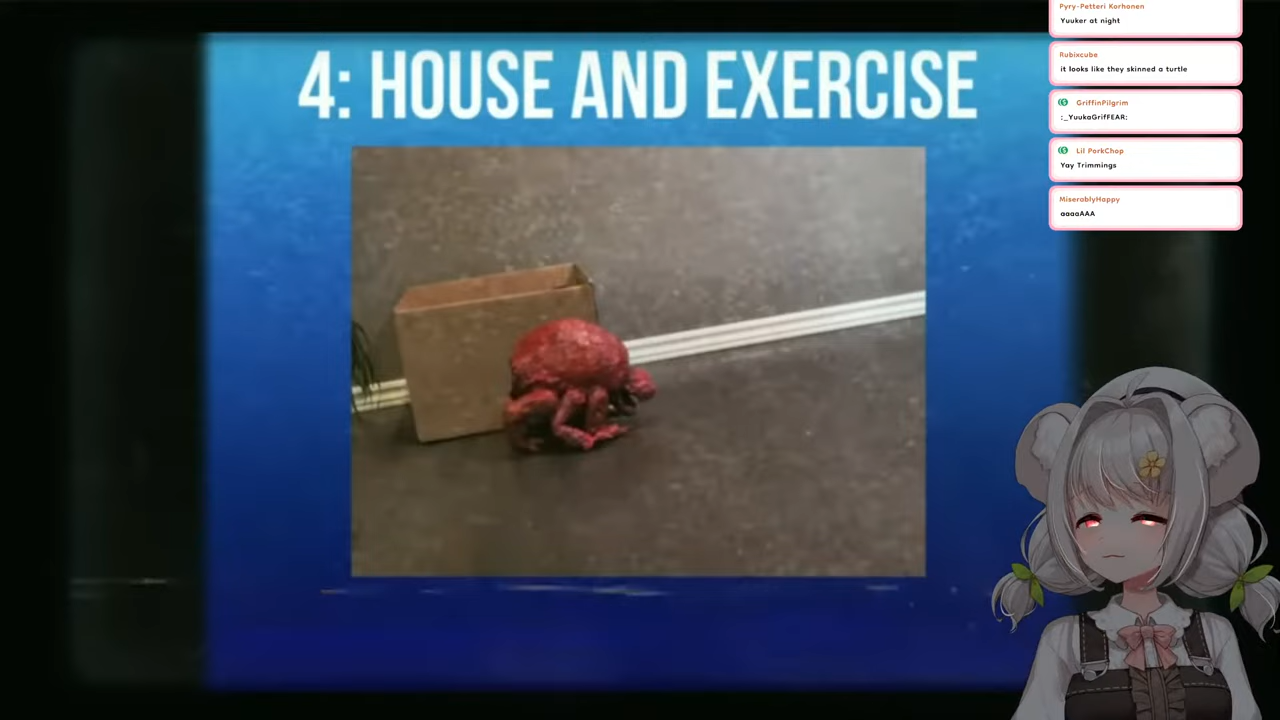 4: HOUSE AND EXERCISE
Pyry-Petteri Korhonen
Yuuker at night
Rubixcube
it looks like they skinned a turtle
GriffinPilgrim
:_YuukaGrifFEAR:
Lil PorkChop
Yay Trimmings
MiserablyHappy
aaaaAAA